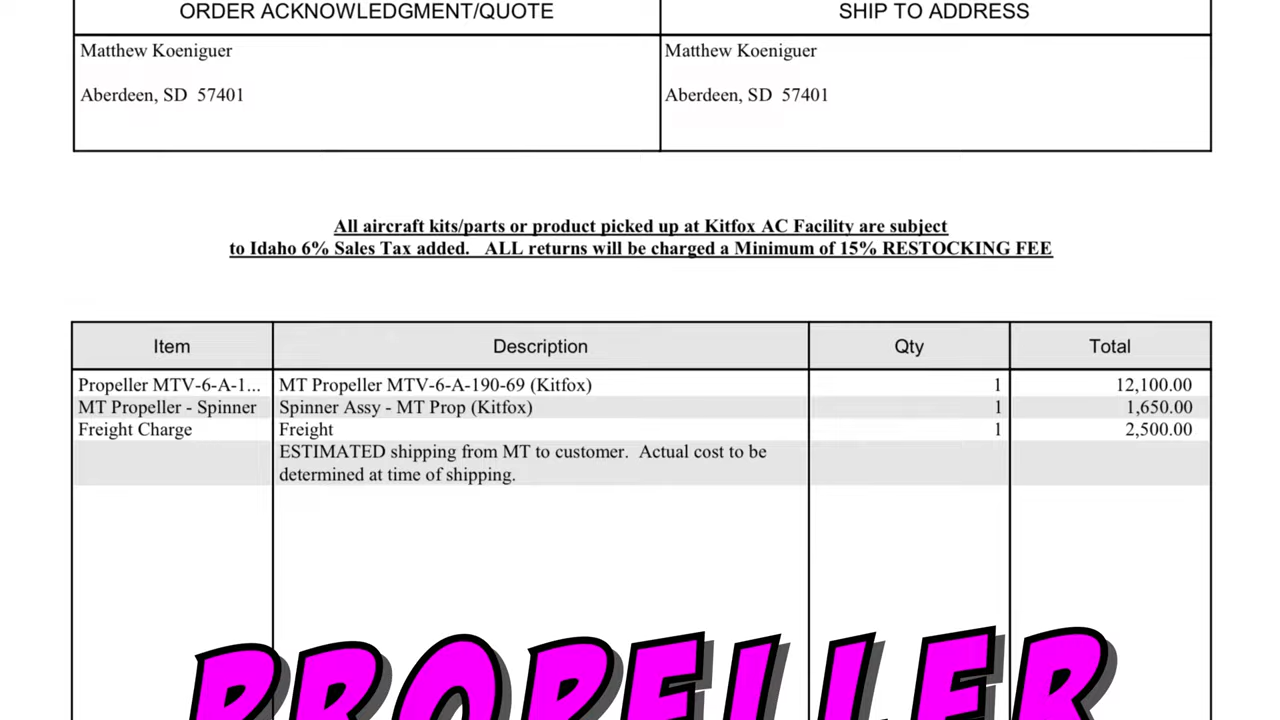 ORDER ACKNOWLEDGMENT/QUOTE
SHIP TO ADDRESS
Matthew Koeniguer
Aberdeen, SD  57401
Matthew Koeniguer
Aberdeen, SD  57401
All aircraft kits/parts or product picked up at Kitfox AC Facility are subject
to Idaho 6% Sales Tax added.   ALL returns will be charged a Minimum of 15% RESTOCKING FEE
Item Description Qty Total
Propeller MTV-6-A-1... MT Propeller MTV-6-A-190-69 (Kitfox) 1 12,100.00
MT Propeller - Spinner Spinner Assy - MT Prop (Kitfox) 1 1,650.00
Freight Charge Freight 1 2,500.00
ESTIMATED shipping from MT to customer.  Actual cost to be
determined at time of shipping.
PROPELLER